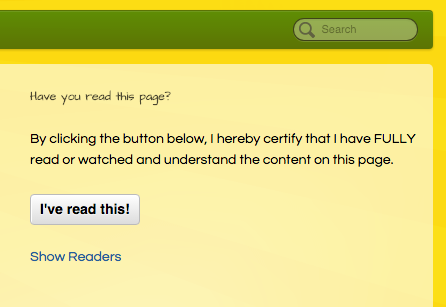 Search
Have you read this page?
By clicking the button below, I hereby certify that I have FULLY
read or watched and understand the content on this page.
I've read this!
Show Readers